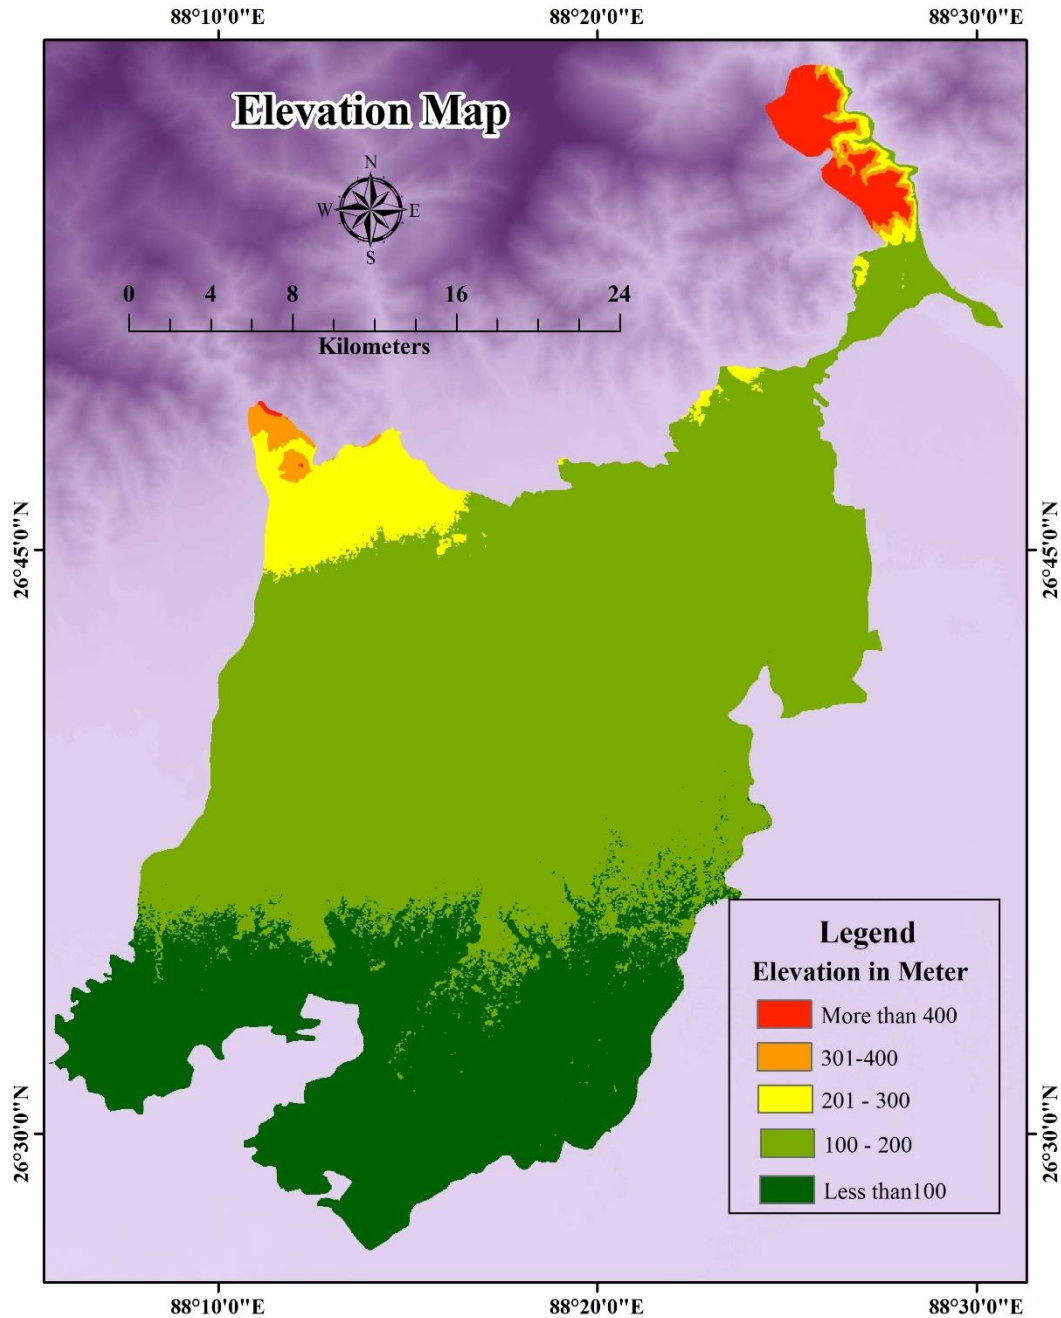 88°10'0"E 88°20'0"E 88°30'0"E
Elevation Map
N
W E
S
0 4 8 16 24
Kilometers
26°45'0"N 26°45'0"N
Legend
Elevation in Meter
More than 400
301-400
201 - 300
100 - 200
Less than100
26°30'0"N 26°30'0"N
88°10'0"E 88°20'0"E 88°30'0"E